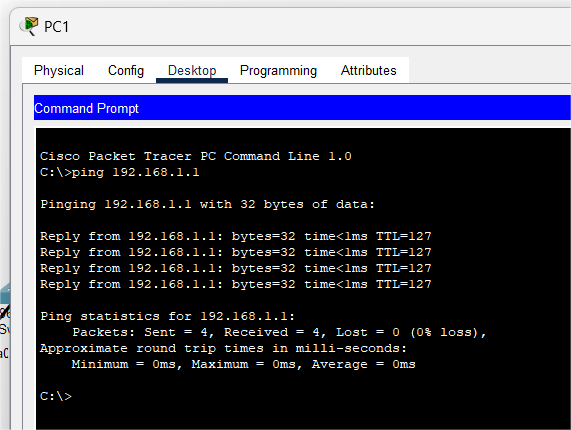 PC1
Physical Config Desktop Programming Attributes
Command Prompt
Cisco Packet Tracer PC Command Line 1.0
C:\>ping 192.168.1.1
Pinging 192.168.1.1 with 32 bytes of data:
Reply from 192.168.1.1: bytes=32 time<1ms TTL=127
Reply from 192.168.1.1: bytes=32 time<1ms TTL=127
Reply from 192.168.1.1: bytes=32 time<1ms TTL=127
Reply from 192.168.1.1: bytes=32 time<1ms TTL=127
Ping statistics for 192.168.1.1:
Packets: Sent = 4, Received = 4, Lost = 0 (0% loss),
Approximate round trip times in milli-seconds:
Minimum = 0ms, Maximum = 0ms, Average = 0ms
C:\>